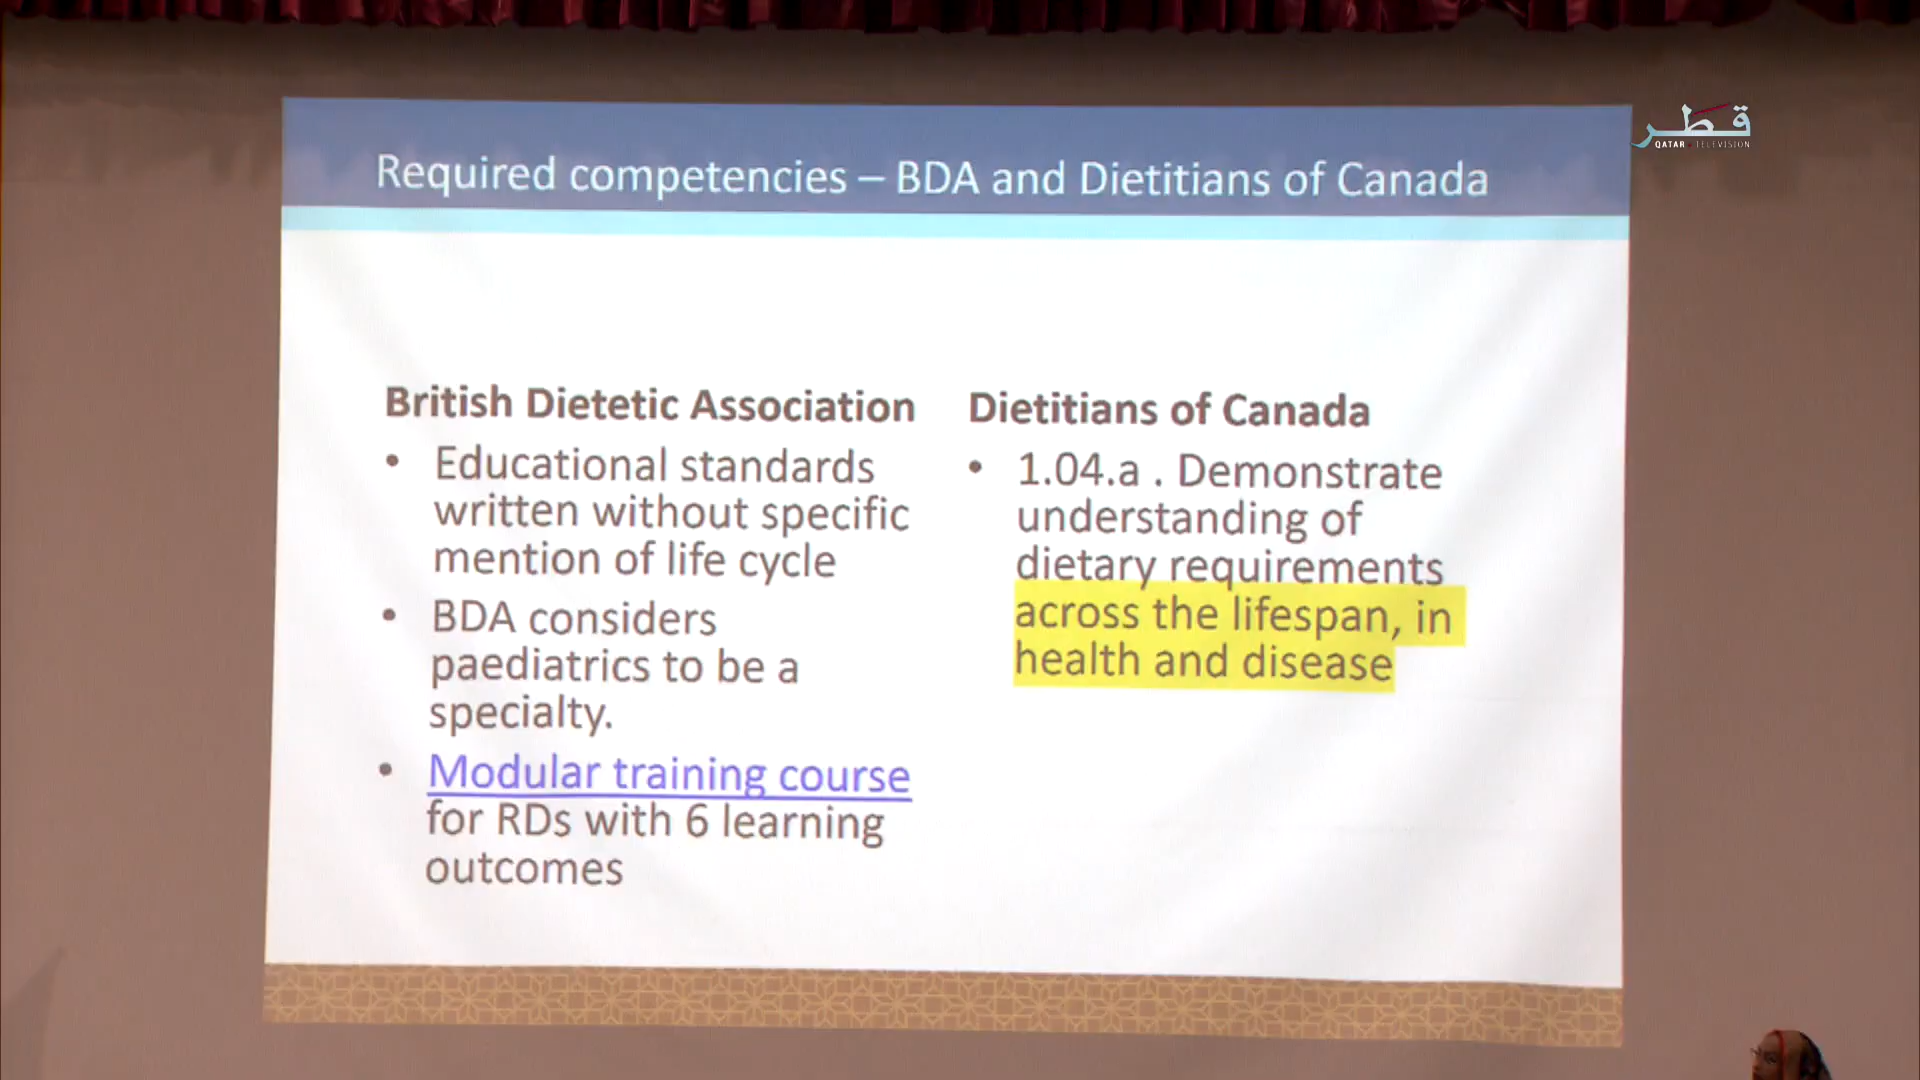 Required competencies – BDA and Dietitians of Canada
قطر
QATAR TELEVISION
British Dietetic Association
• Educational standards
written without specific
mention of life cycle
• BDA considers
paediatrics to be a
specialty.
• Modular training course
for RDs with 6 learning
outcomes
Dietitians of Canada
• 1.04.a . Demonstrate
understanding of
dietary requirements
across the lifespan, in
health and disease